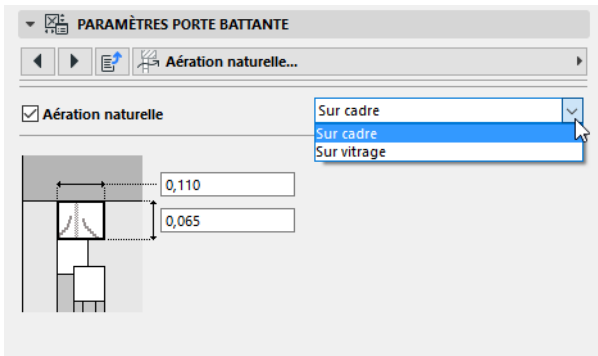 PARAMÈTRES PORTE BATTANTE
Aération naturelle...
Aération naturelle
Sur cadre
Sur cadre
Sur vitrage
0,110
0,065